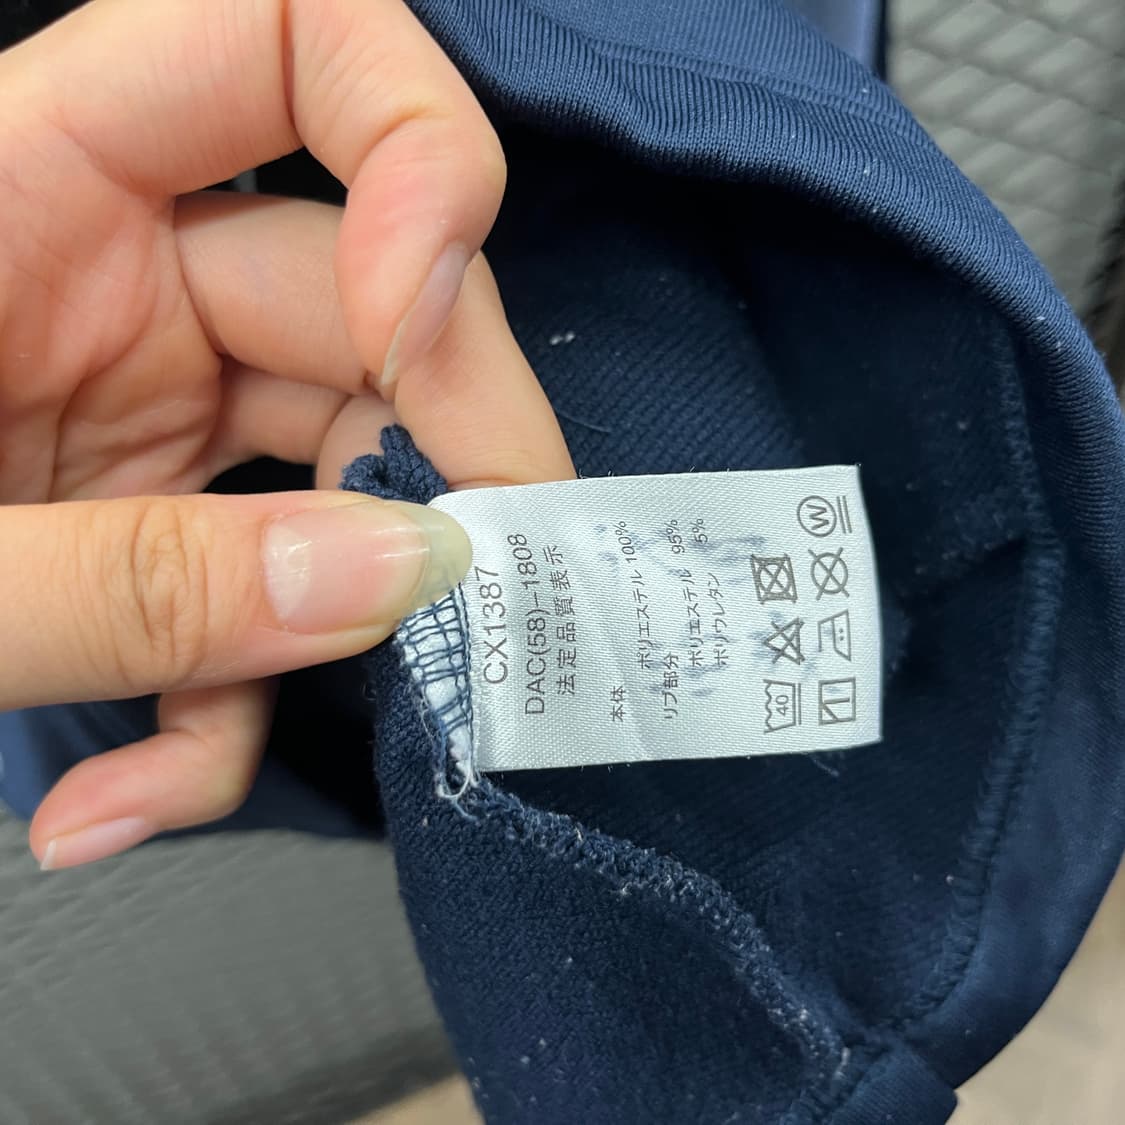 CX1387
DAC(58)-1808
法定品質表示
本体 ポリエステル 100%
リブ部分
ポリエステル 95%
ポリウレタン 5%
40
W